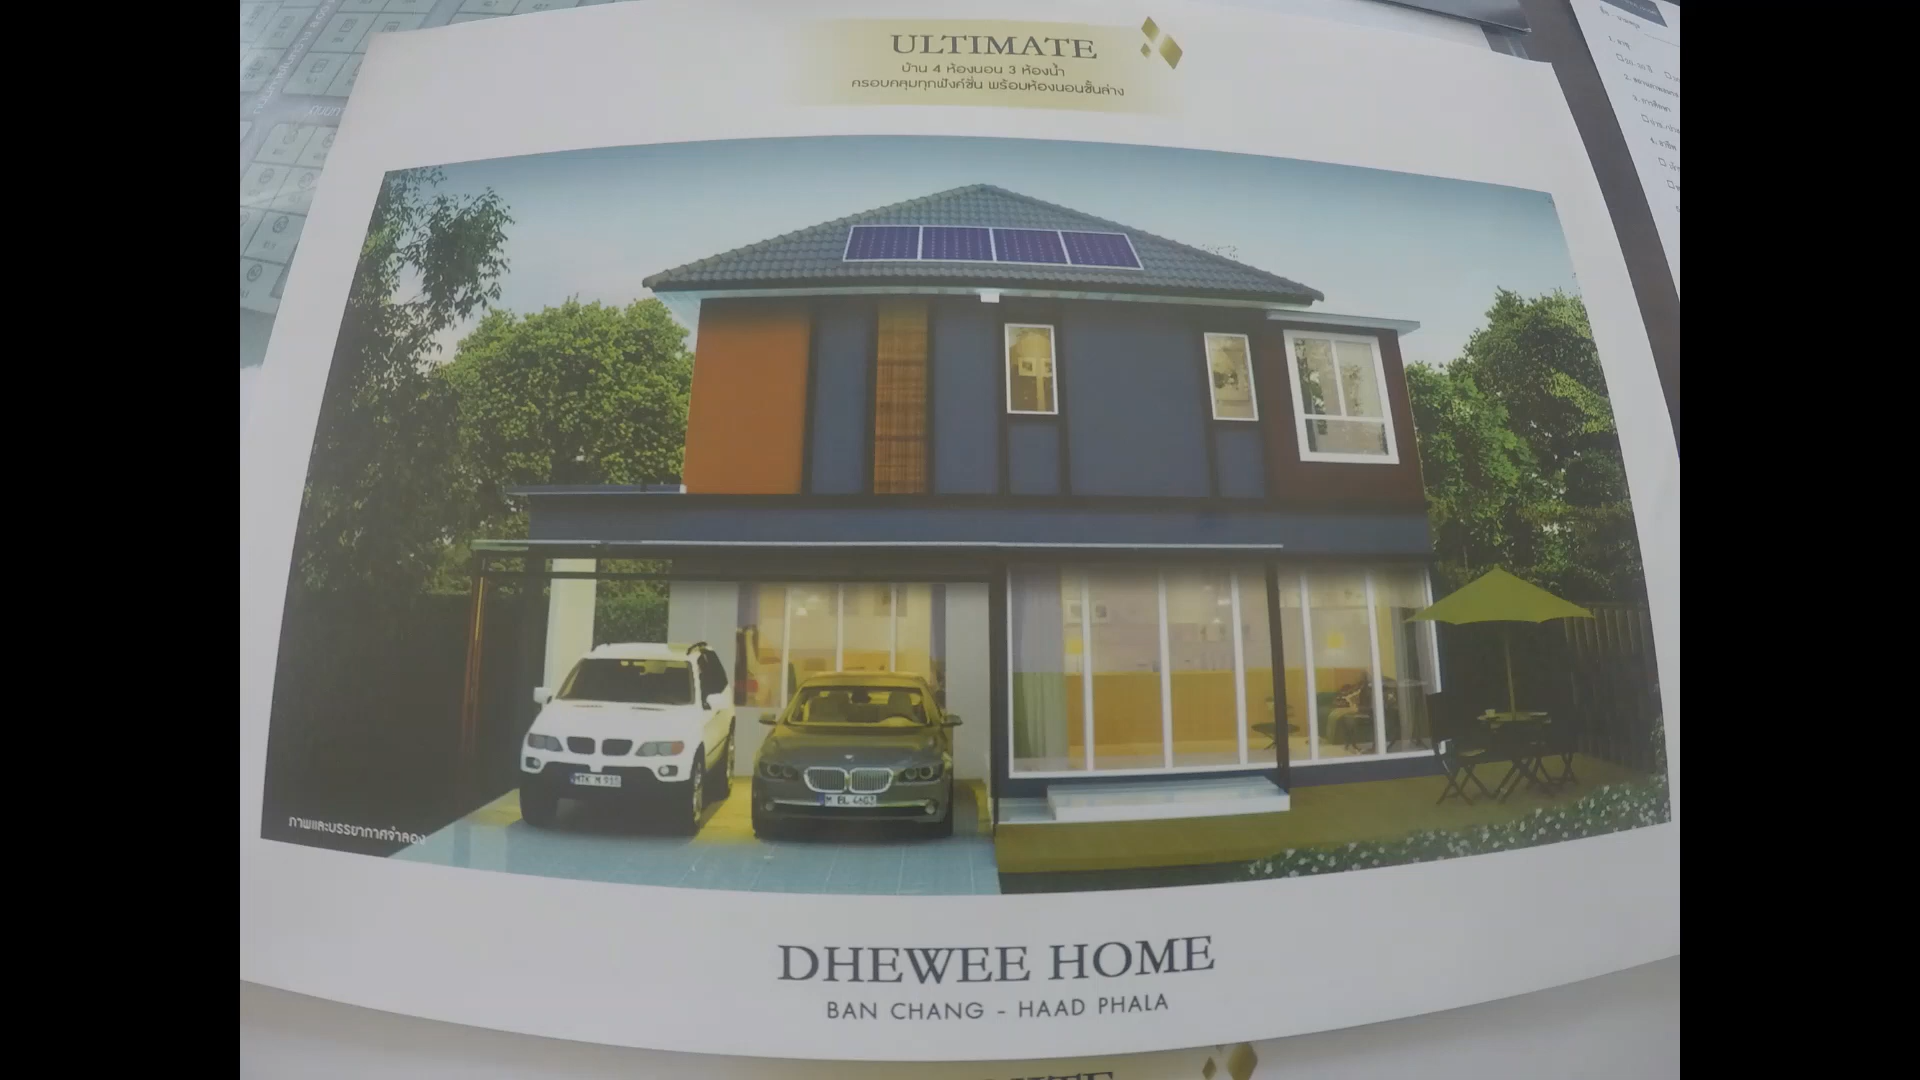 ULTIMATE
บ้าน 4 ห้องนอน 3 ห้องน้ำ
ครอบคลุมทุกฟังค์ชั่น พร้อมห้องนอนชั้นล่าง
ภาพและบรรยากาศจำลอง
DHEWEE HOME
BAN CHANG - HAAD PHALA